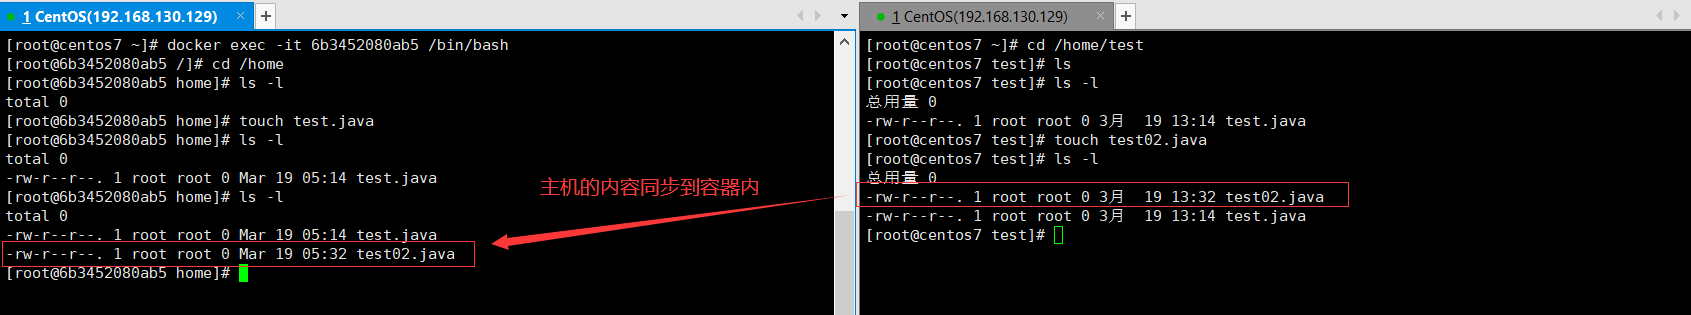 1 CentOS(192.168.130.129) × +
[root@centos7 ~]# docker exec -it 6b3452080ab5 /bin/bash
[root@6b3452080ab5 /]# cd /home
[root@6b3452080ab5 home]# ls -l
total 0
[root@6b3452080ab5 home]# touch test.java
[root@6b3452080ab5 home]# ls -l
total 0
-rw-r--r--. 1 root root 0 Mar 19 05:14 test.java
[root@6b3452080ab5 home]# ls -l
total 0
-rw-r--r--. 1 root root 0 Mar 19 05:14 test.java
-rw-r--r--. 1 root root 0 Mar 19 05:32 test02.java
[root@6b3452080ab5 home]#
主机的内容同步到容器内
1 CentOS(192.168.130.129) × +
[root@centos7 ~]# cd /home/test
[root@centos7 test]# ls
[root@centos7 test]# ls -l
总用量 0
-rw-r--r--. 1 root root 0 3月  19 13:14 test.java
[root@centos7 test]# touch test02.java
[root@centos7 test]# ls -l
总用量 0
-rw-r--r--. 1 root root 0 3月  19 13:32 test02.java
-rw-r--r--. 1 root root 0 3月  19 13:14 test.java
[root@centos7 test]#